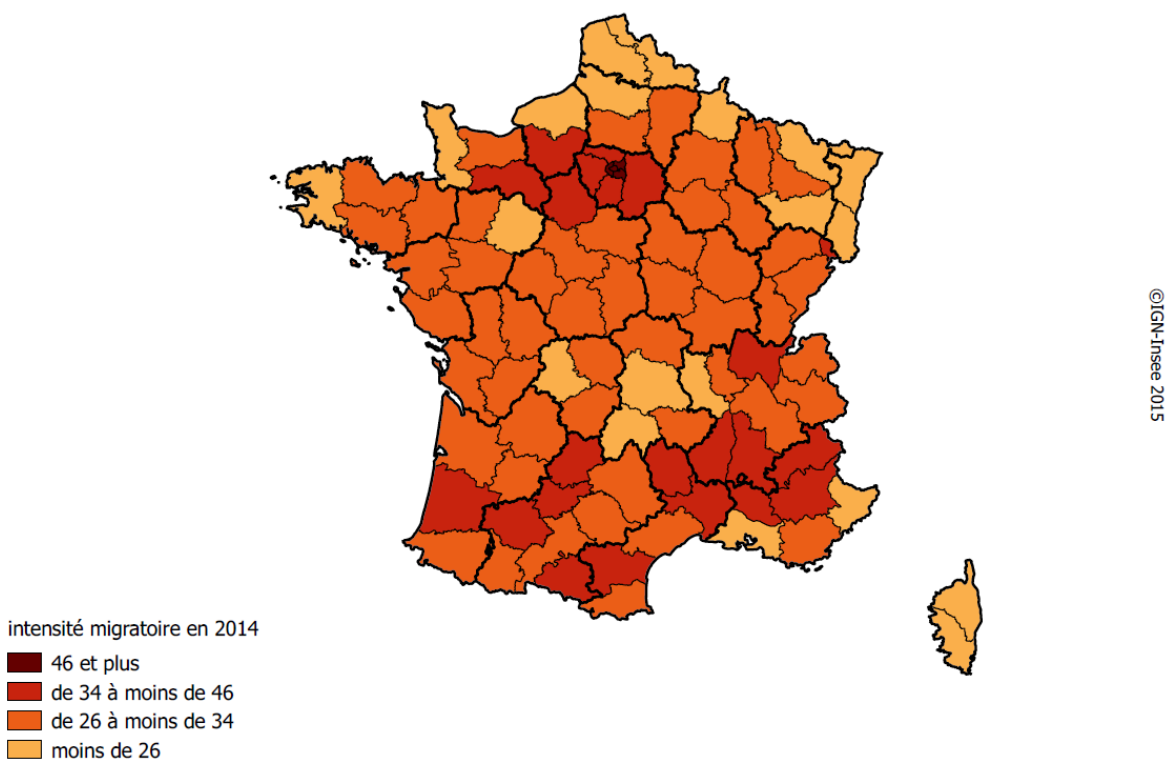 ©IGN-Insee 2015
intensité migratoire en 2014
46 et plus
de 34 à moins de 46
de 26 à moins de 34
moins de 26